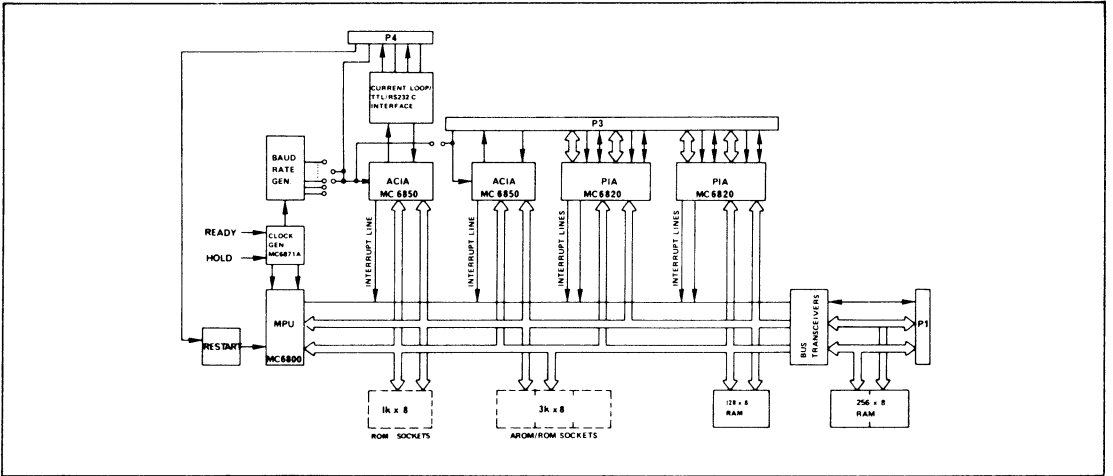 P4
CURRENT LOOP/
TTL/RS232 C
INTERFACE
P3
BAUD
RATE
GEN.
ACIA
MC 6850
ACIA
MC 6850
PIA
MC 6820
PIA
MC 6820
READY
HOLD
CLOCK
GEN
MC6871A
INTERRUPT LINE
INTERRUPT LINE
INTERRUPT LINES
INTERRUPT LINES
MPU
MC6800
RESTART
BUS
TRANSCEIVERS
P1
1k x 8
ROM SOCKETS
3k x 8
AROM/ROM SOCKETS
128 x 8
RAM
256 x 8
RAM